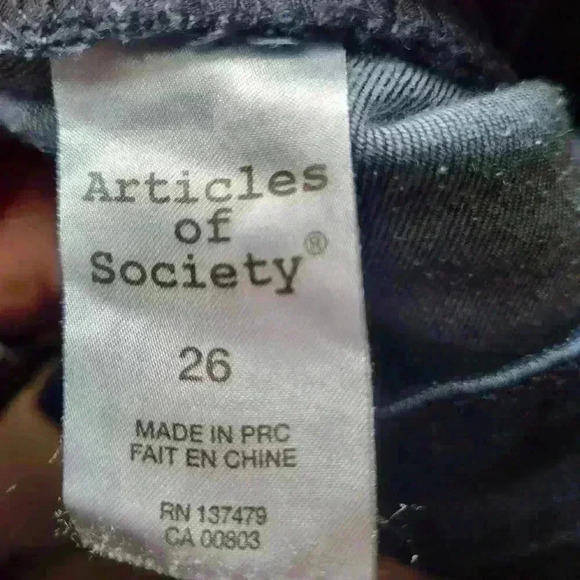 Articles
of
Society®
26
MADE IN PRC
FAIT EN CHINE
RN 137479
CA 00803